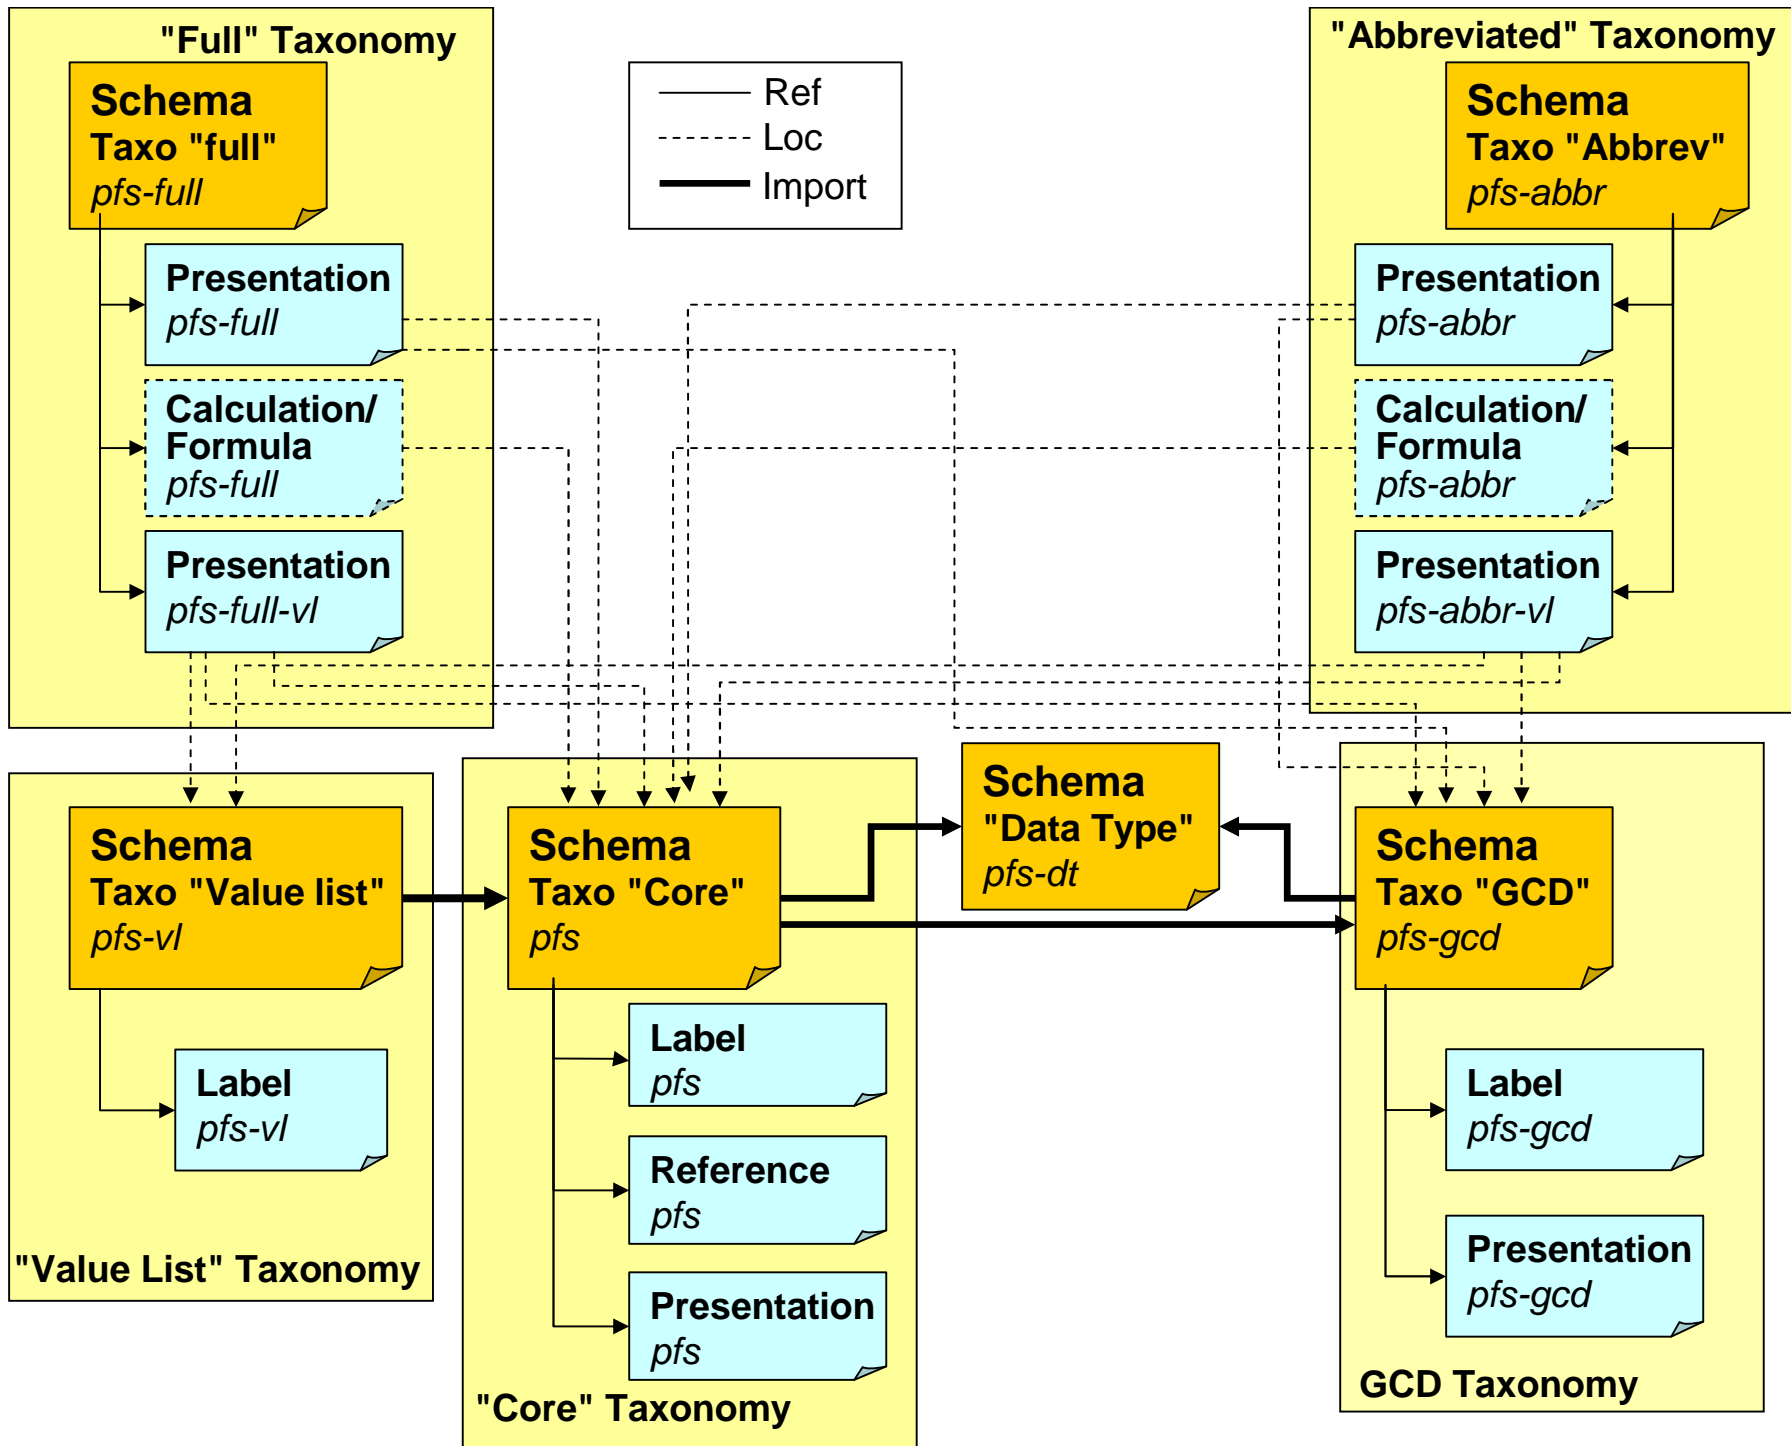 "Full" Taxonomy
Schema
Taxo "full"
pfs-full
Presentation
pfs-full
Calculation/
Formula
pfs-full
Presentation
pfs-full-vl
Ref
Loc
Import
"Abbreviated" Taxonomy
Schema
Taxo "Abbrev"
pfs-abbr
Presentation
pfs-abbr
Calculation/
Formula
pfs-abbr
Presentation
pfs-abbr-vl
Schema
Taxo "Value list"
pfs-vl
Label
pfs-vl
"Value List" Taxonomy
Schema
Taxo "Core"
pfs
Label
pfs
Reference
pfs
Presentation
pfs
"Core" Taxonomy
Schema
"Data Type"
pfs-dt
Schema
Taxo "GCD"
pfs-gcd
Label
pfs-gcd
Presentation
pfs-gcd
GCD Taxonomy